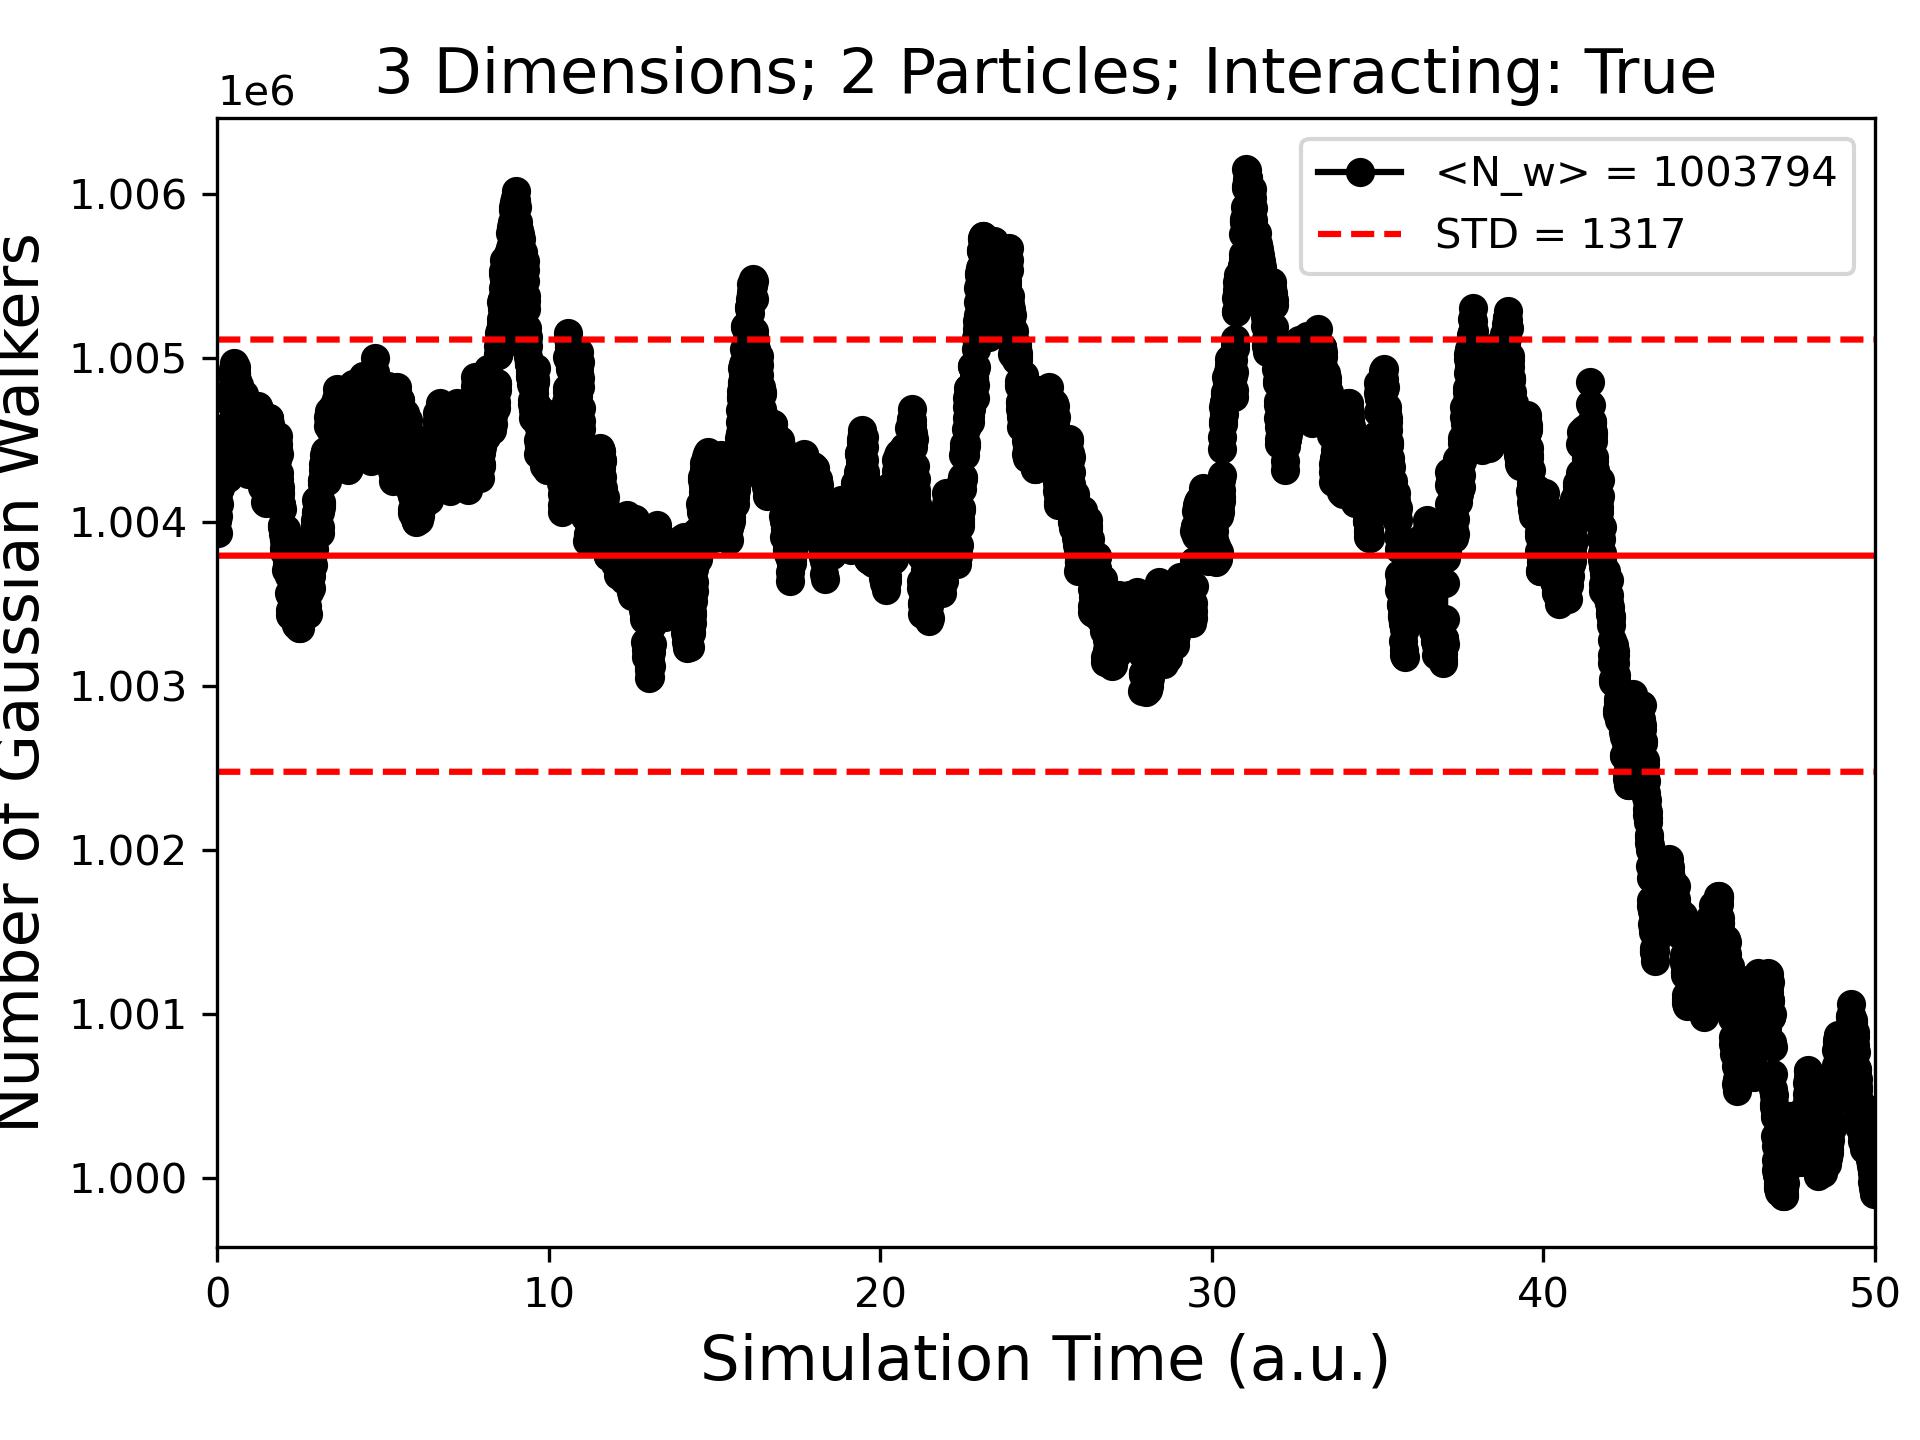 3 Dimensions; 2 Particles; Interacting: True
1e6
<N_w> = 1003794
STD = 1317
1.006
1.005
1.004
1.003
1.002
1.001
1.000
Number of Gaussian Walkers
0 10 20 30 40 50
Simulation Time (a.u.)